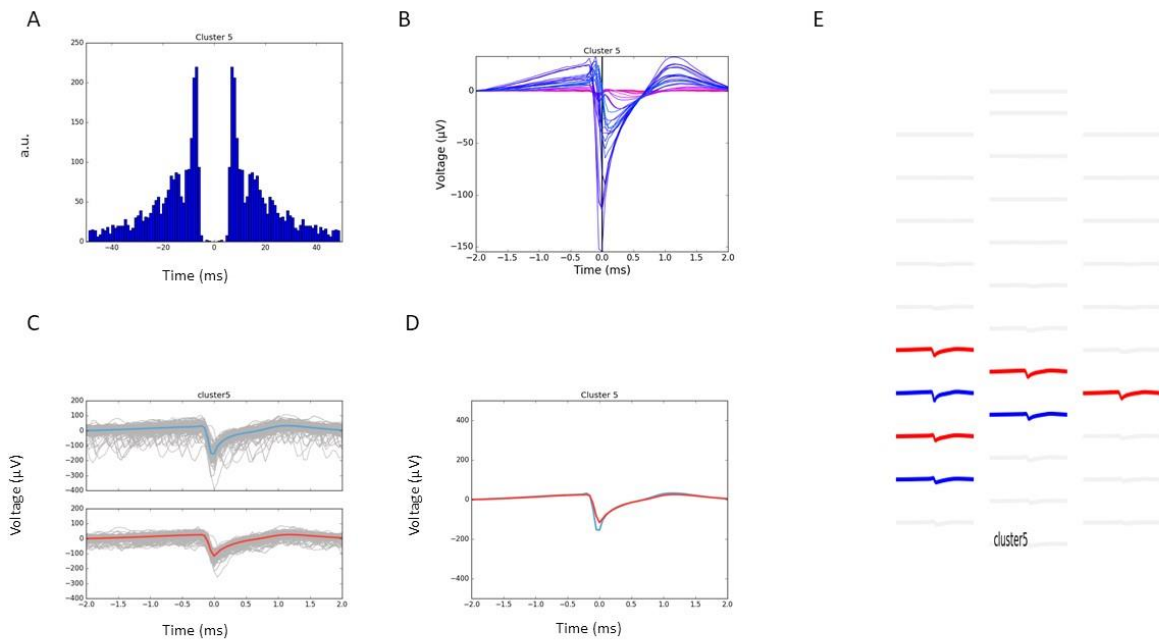 A
Cluster 5
250
200
150
100
50
0
a.u.
−40 −20 0 20 40
Time (ms)
B
Cluster 5
0
−50
−100
−150
Voltage (μV)
−2.0 −1.5 −1.0 −0.5 0.0 0.5 1.0 1.5 2.0
Time (ms)
E
cluster5
C
cluster5
200
100
0
−100
−200
−300
−400
200
100
0
−100
−200
−300
−400
Voltage (μV)
−2.0 −1.5 −1.0 −0.5 0.0 0.5 1.0 1.5 2.0
Time (ms)
D
Cluster 5
400
200
0
−200
−400
Voltage (μV)
−2.0 −1.5 −1.0 −0.5 0.0 0.5 1.0 1.5 2.0
Time (ms)